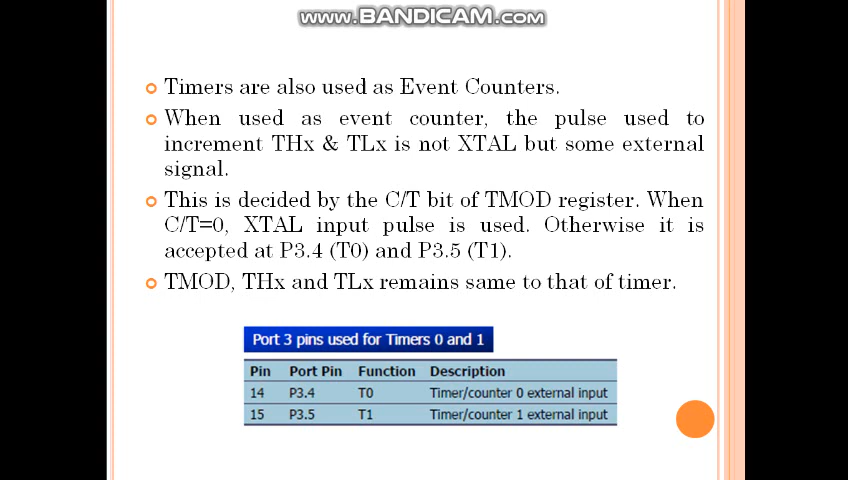 www.BANDICAM.com
Timers are also used as Event Counters.
When used as event counter, the pulse used to
increment THx & TLx is not XTAL but some external
signal.
This is decided by the C/T bit of TMOD register. When
C/T=0, XTAL input pulse is used. Otherwise it is
accepted at P3.4 (T0) and P3.5 (T1).
TMOD, THx and TLx remains same to that of timer.
Port 3 pins used for Timers 0 and 1
Pin Port Pin Function Description
14 P3.4 T0 Timer/counter 0 external input
15 P3.5 T1 Timer/counter 1 external input